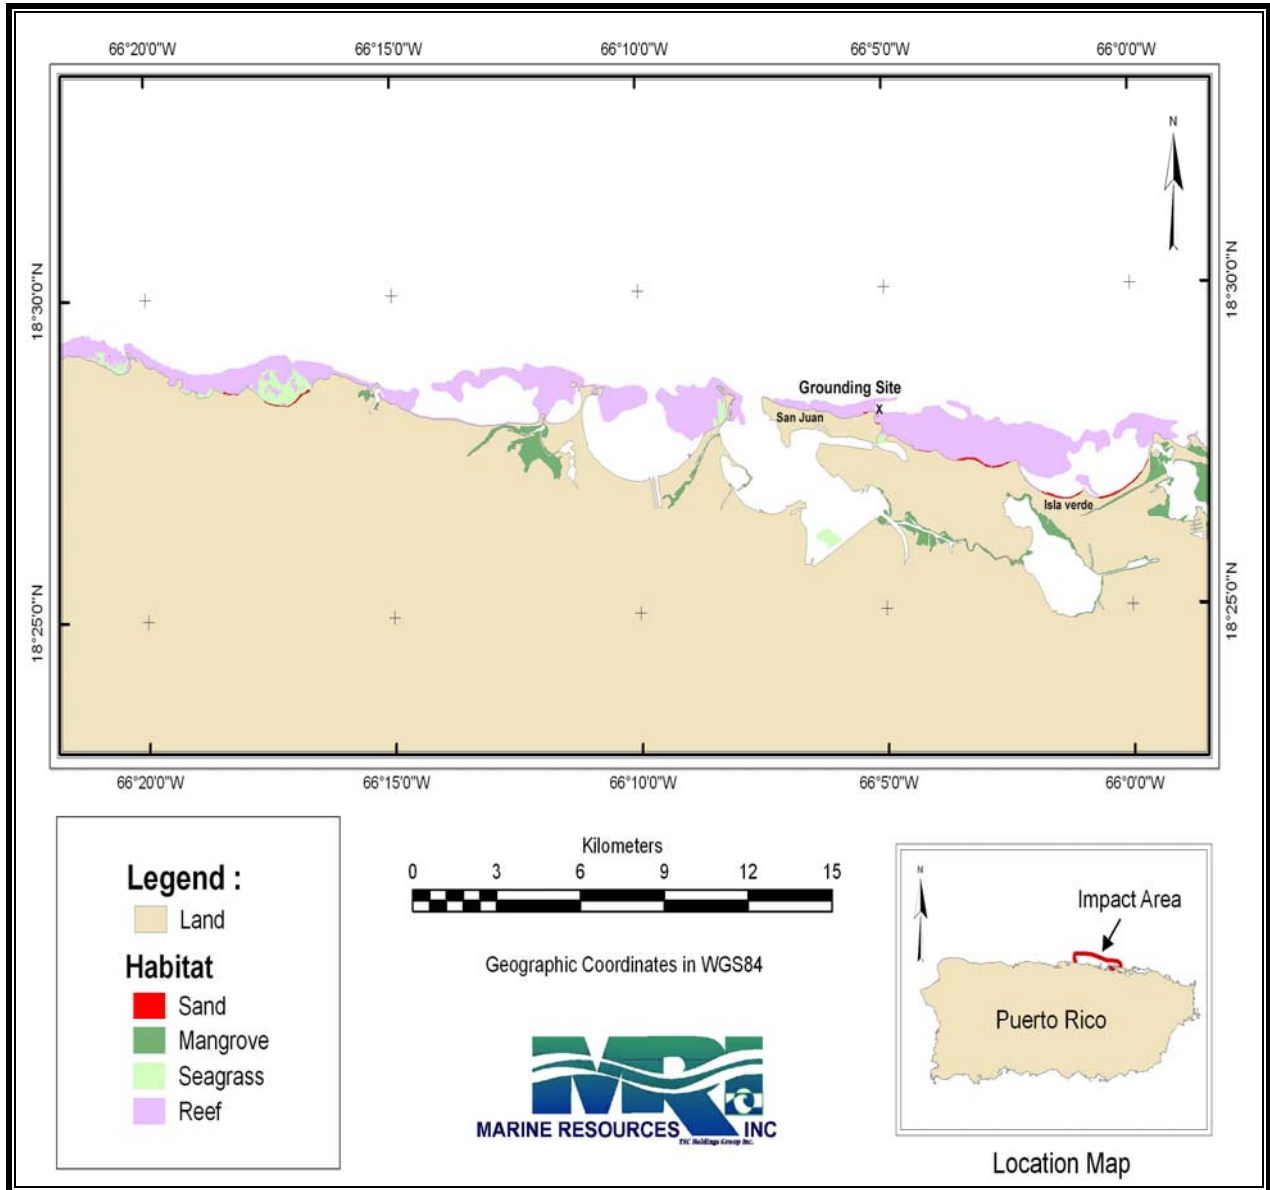 66°20'0"W 66°15'0"W 66°10'0"W 66°5'0"W 66°0'0"W
N
18°30'0"N
18°30'0"N
Grounding Site
X
San Juan
Isla verde
18°25'0"N
18°25'0"N
66°20'0"W 66°15'0"W 66°10'0"W 66°5'0"W 66°0'0"W
Legend :
Land
Habitat
Sand
Mangrove
Seagrass
Reef
Kilometers
0 3 6 9 12 15
Geographic Coordinates in WGS84
MRI
MARINE RESOURCES INC
TSC Holdings Group Inc.
N
Impact Area
Puerto Rico
Location Map